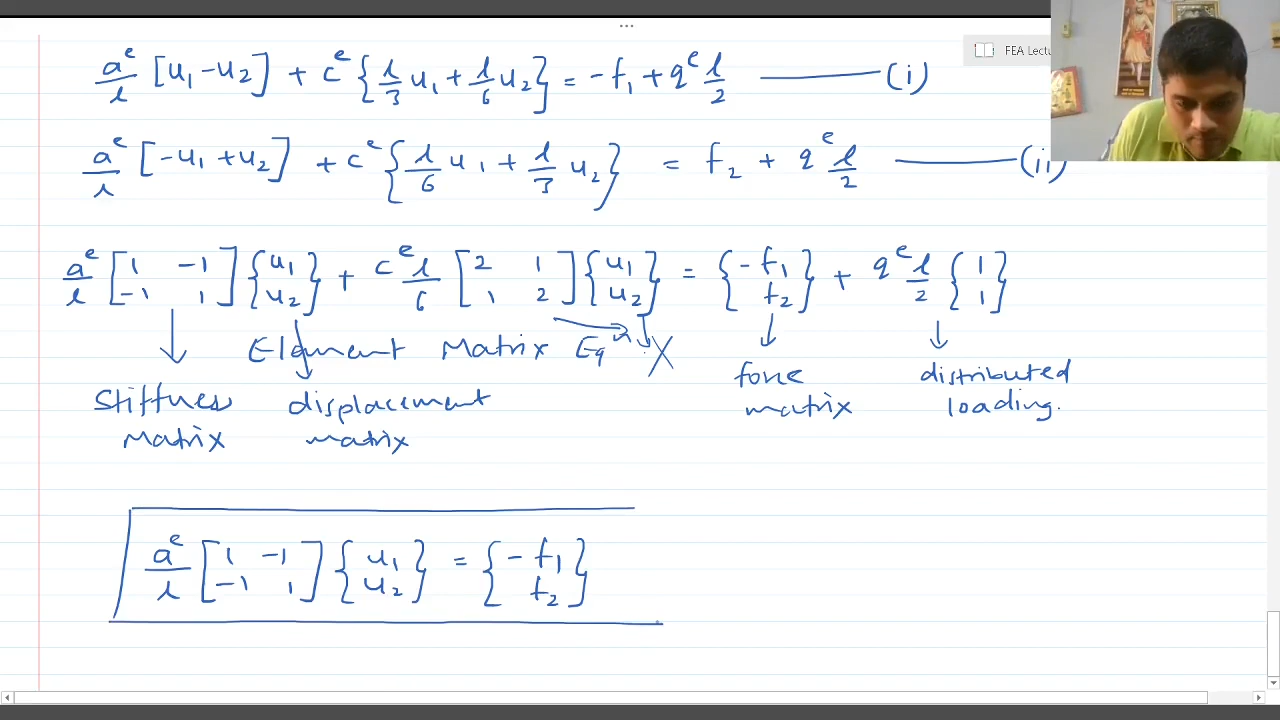 FEA Lectu
a^e/l [u₁ - u₂] + c^e {l/3 u₁ + l/6 u₂} = -f₁ + q^e l/2 —— (i)
a^e/l [-u₁ + u₂] + c^e {l/6 u₁ + l/3 u₂} = f₂ + q^e l/2 —— (ii)
a^e/l [1 -1; -1 1] {u₁; u₂} + c^e l/6 [2 1; 1 2] {u₁; u₂} = {-f₁; f₂} + q^e l/2 {1; 1}
Element Matrix Eqⁿ
Stiffness matrix
displacement matrix
X
force matrix
distributed loading.
a^e/l [1 -1; -1 1] {u₁; u₂} = {-f₁; f₂}